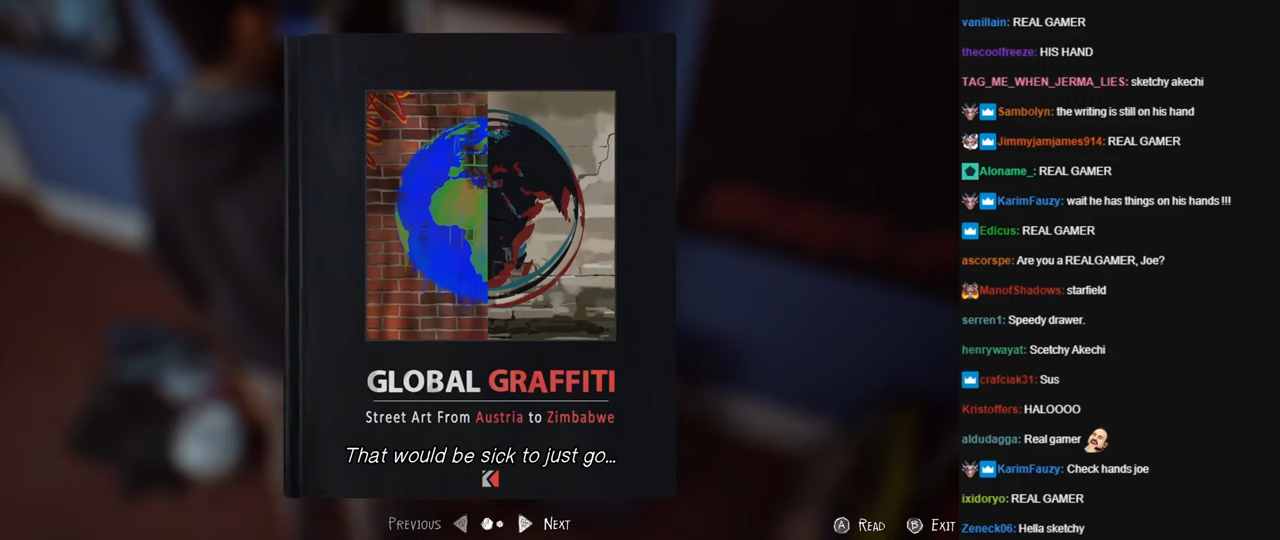 GLOBAL GRAFFITI
Street Art From Austria to Zimbabwe
That would be sick to just go...
PREVIOUS
NEXT
A READ
B EXIT
vanillain: REAL GAMER
thecoolfreeze: HIS HAND
TAG_ME_WHEN_JERMA_LIES: sketchy akechi
Sambolyn: the writing is still on his hand
Jimmyjamjames914: REAL GAMER
Aloname_: REAL GAMER
KarimFauzy: wait he has things on his hands !!!
Edicus: REAL GAMER
ascorspe: Are you a REALGAMER, Joe?
ManofShadows: starfield
serren1: Speedy drawer.
henrywayat: Scetchy Akechi
crafciak31: Sus
Kristoffers: HALOOOO
aldudagga: Real gamer
KarimFauzy: Check hands joe
ixidoryo: REAL GAMER
Zeneck06: Hella sketchy